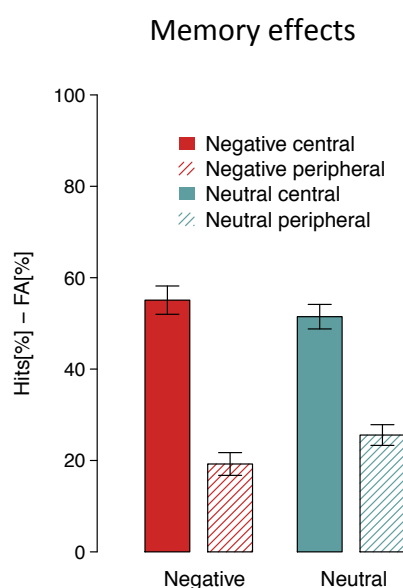 Memory effects
100
80
60
40
20
0
Hits[%] – FA[%]
Negative central
Negative peripheral
Neutral central
Neutral peripheral
Negative
Neutral